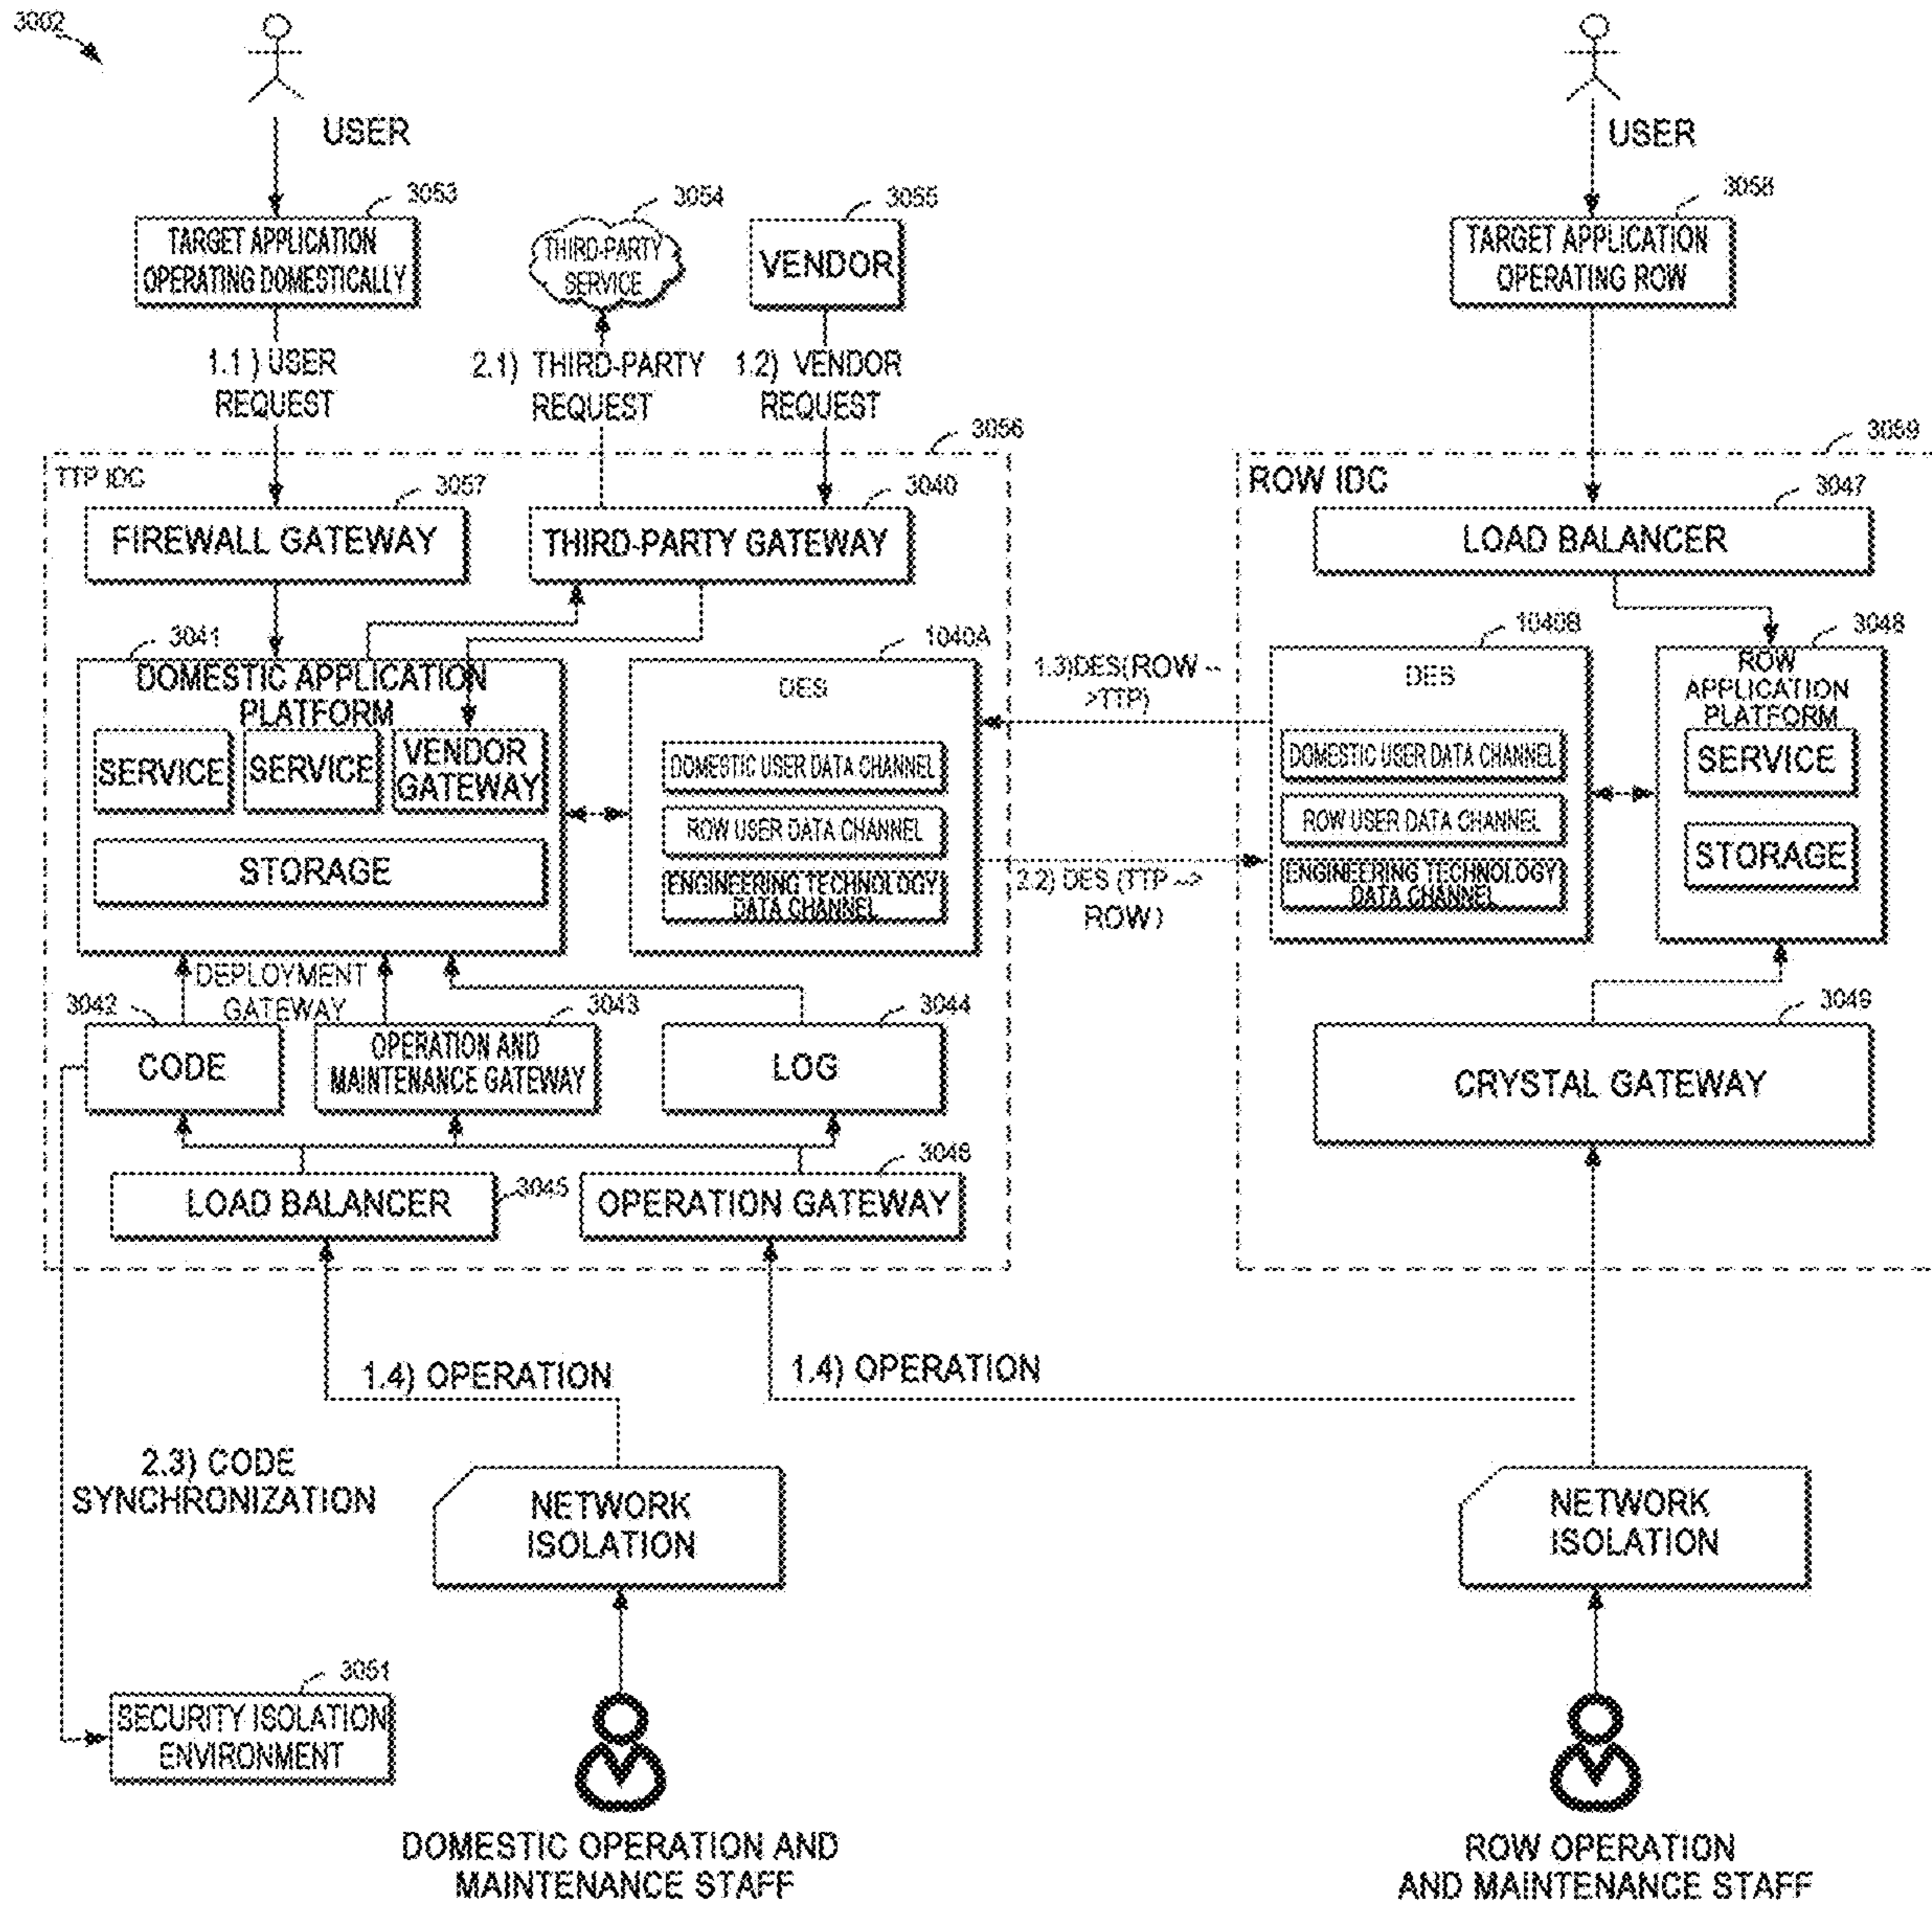 3002
USER
USER
3053
TARGET APPLICATION
OPERATING DOMESTICALLY
3054
THIRD-PARTY
SERVICE
3055
VENDOR
3058
TARGET APPLICATION
OPERATING ROW
1.1 ) USER
REQUEST
2.1) THIRD-PARTY
REQUEST
1.2) VENDOR
REQUEST
3056
TTP IDC
3057
FIREWALL GATEWAY
3040
THIRD-PARTY GATEWAY
3059
ROW IDC
3047
LOAD BALANCER
3041
DOMESTIC APPLICATION
PLATFORM
SERVICE
SERVICE
VENDOR
GATEWAY
STORAGE
1040A
DES
DOMESTIC USER DATA CHANNEL
ROW USER DATA CHANNEL
ENGINEERING TECHNOLOGY
DATA CHANNEL
1.3)DES(ROW --
>TTP)
2.2) DES (TTP -->
ROW )
1040B
DES
DOMESTIC USER DATA CHANNEL
ROW USER DATA CHANNEL
ENGINEERING TECHNOLOGY
DATA CHANNEL
3048
ROW
APPLICATION
PLATFORM
SERVICE
STORAGE
DEPLOYMENT
GATEWAY
3042
CODE
3043
OPERATION AND
MAINTENANCE GATEWAY
3044
LOG
3049
CRYSTAL GATEWAY
LOAD BALANCER
3045
3046
OPERATION GATEWAY
1.4) OPERATION
1.4) OPERATION
2.3) CODE
SYNCHRONIZATION
NETWORK
ISOLATION
NETWORK
ISOLATION
3051
SECURITY ISOLATION
ENVIRONMENT
DOMESTIC OPERATION AND
MAINTENANCE STAFF
ROW OPERATION
AND MAINTENANCE STAFF